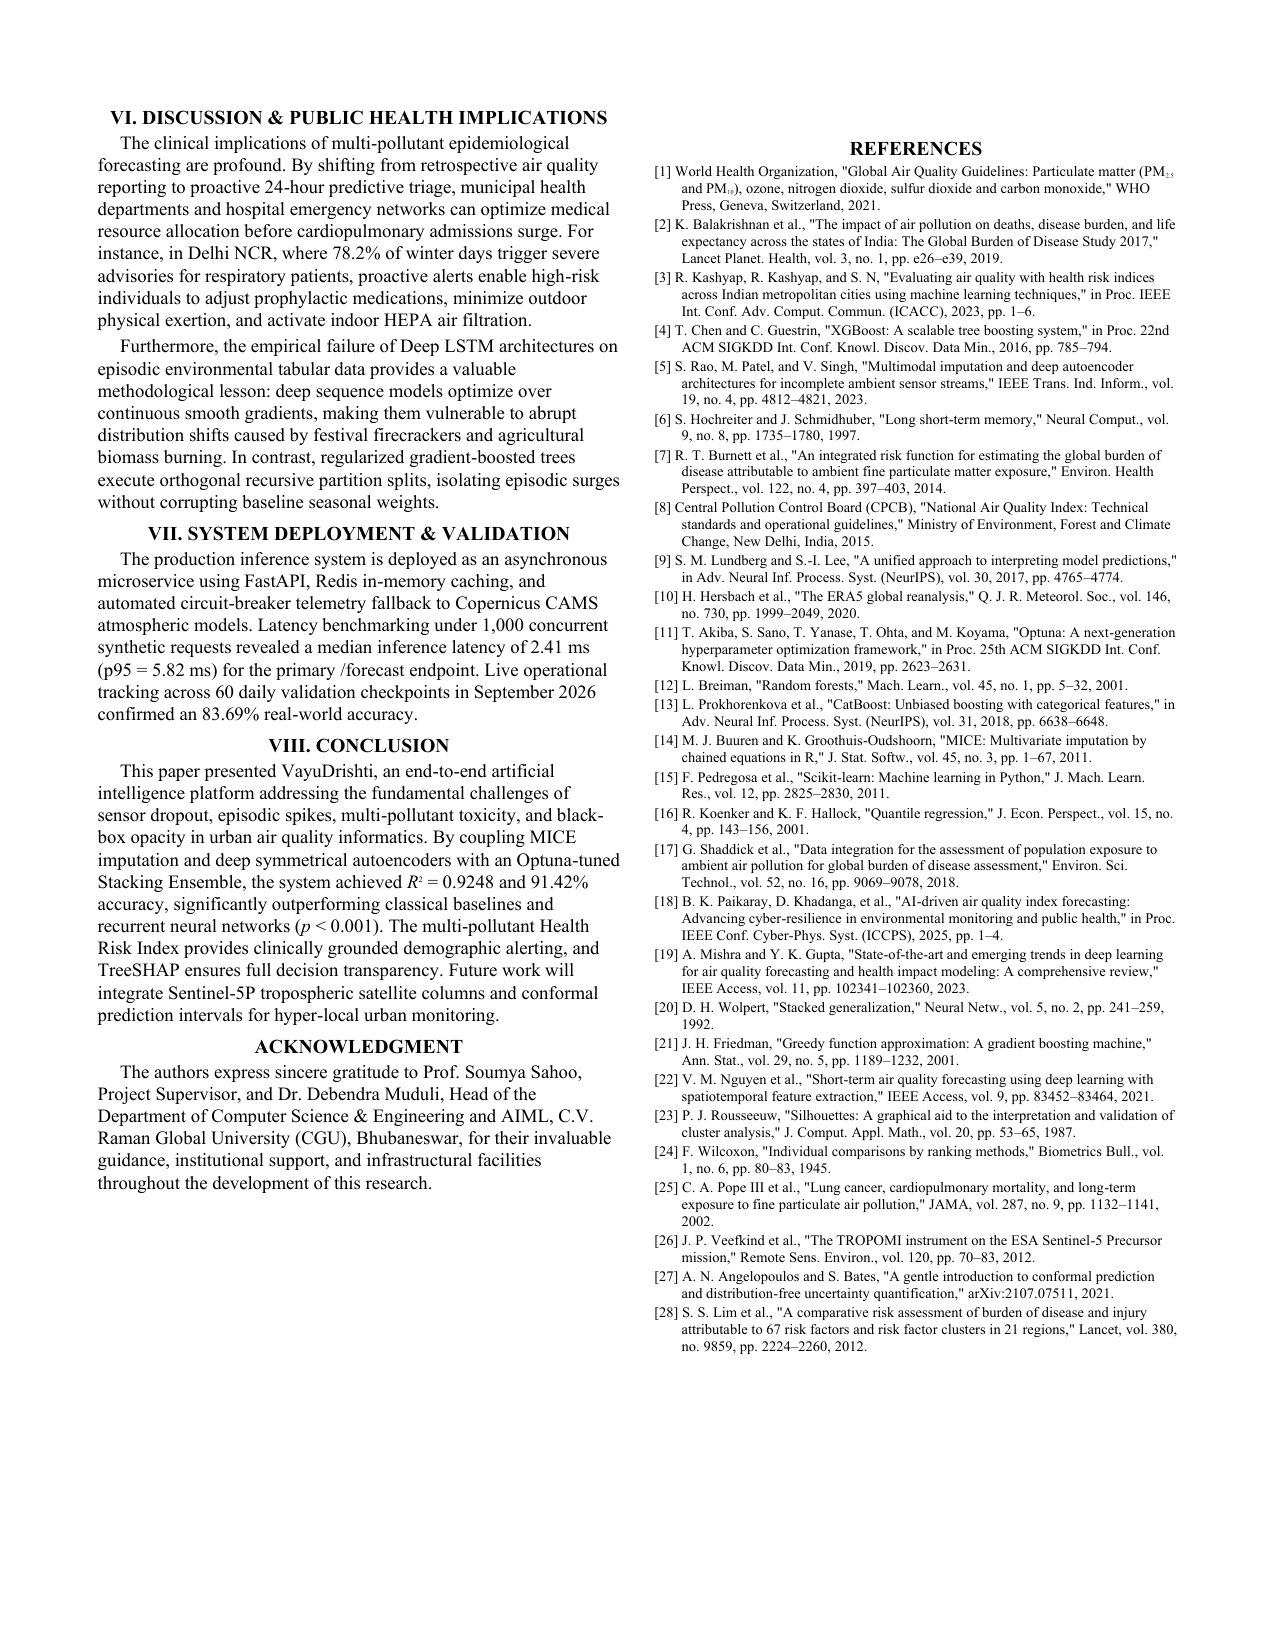 VI. DISCUSSION & PUBLIC HEALTH IMPLICATIONS
The clinical implications of multi-pollutant epidemiological
forecasting are profound. By shifting from retrospective air quality
reporting to proactive 24-hour predictive triage, municipal health
departments and hospital emergency networks can optimize medical
resource allocation before cardiopulmonary admissions surge. For
instance, in Delhi NCR, where 78.2% of winter days trigger severe
advisories for respiratory patients, proactive alerts enable high-risk
individuals to adjust prophylactic medications, minimize outdoor
physical exertion, and activate indoor HEPA air filtration.
Furthermore, the empirical failure of Deep LSTM architectures on
episodic environmental tabular data provides a valuable
methodological lesson: deep sequence models optimize over
continuous smooth gradients, making them vulnerable to abrupt
distribution shifts caused by festival firecrackers and agricultural
biomass burning. In contrast, regularized gradient-boosted trees
execute orthogonal recursive partition splits, isolating episodic surges
without corrupting baseline seasonal weights.
VII. SYSTEM DEPLOYMENT & VALIDATION
The production inference system is deployed as an asynchronous
microservice using FastAPI, Redis in-memory caching, and
automated circuit-breaker telemetry fallback to Copernicus CAMS
atmospheric models. Latency benchmarking under 1,000 concurrent
synthetic requests revealed a median inference latency of 2.41 ms
(p95 = 5.82 ms) for the primary /forecast endpoint. Live operational
tracking across 60 daily validation checkpoints in September 2026
confirmed an 83.69% real-world accuracy.
VIII. CONCLUSION
This paper presented VayuDrishti, an end-to-end artificial
intelligence platform addressing the fundamental challenges of
sensor dropout, episodic spikes, multi-pollutant toxicity, and black-
box opacity in urban air quality informatics. By coupling MICE
imputation and deep symmetrical autoencoders with an Optuna-tuned
Stacking Ensemble, the system achieved R² = 0.9248 and 91.42%
accuracy, significantly outperforming classical baselines and
recurrent neural networks (p < 0.001). The multi-pollutant Health
Risk Index provides clinically grounded demographic alerting, and
TreeSHAP ensures full decision transparency. Future work will
integrate Sentinel-5P tropospheric satellite columns and conformal
prediction intervals for hyper-local urban monitoring.
ACKNOWLEDGMENT
The authors express sincere gratitude to Prof. Soumya Sahoo,
Project Supervisor, and Dr. Debendra Muduli, Head of the
Department of Computer Science & Engineering and AIML, C.V.
Raman Global University (CGU), Bhubaneswar, for their invaluable
guidance, institutional support, and infrastructural facilities
throughout the development of this research.
REFERENCES
[1] World Health Organization, "Global Air Quality Guidelines: Particulate matter (PM₂.₅
and PM₁₀), ozone, nitrogen dioxide, sulfur dioxide and carbon monoxide," WHO
Press, Geneva, Switzerland, 2021.
[2] K. Balakrishnan et al., "The impact of air pollution on deaths, disease burden, and life
expectancy across the states of India: The Global Burden of Disease Study 2017,"
Lancet Planet. Health, vol. 3, no. 1, pp. e26–e39, 2019.
[3] R. Kashyap, R. Kashyap, and S. N, "Evaluating air quality with health risk indices
across Indian metropolitan cities using machine learning techniques," in Proc. IEEE
Int. Conf. Adv. Comput. Commun. (ICACC), 2023, pp. 1–6.
[4] T. Chen and C. Guestrin, "XGBoost: A scalable tree boosting system," in Proc. 22nd
ACM SIGKDD Int. Conf. Knowl. Discov. Data Min., 2016, pp. 785–794.
[5] S. Rao, M. Patel, and V. Singh, "Multimodal imputation and deep autoencoder
architectures for incomplete ambient sensor streams," IEEE Trans. Ind. Inform., vol.
19, no. 4, pp. 4812–4821, 2023.
[6] S. Hochreiter and J. Schmidhuber, "Long short-term memory," Neural Comput., vol.
9, no. 8, pp. 1735–1780, 1997.
[7] R. T. Burnett et al., "An integrated risk function for estimating the global burden of
disease attributable to ambient fine particulate matter exposure," Environ. Health
Perspect., vol. 122, no. 4, pp. 397–403, 2014.
[8] Central Pollution Control Board (CPCB), "National Air Quality Index: Technical
standards and operational guidelines," Ministry of Environment, Forest and Climate
Change, New Delhi, India, 2015.
[9] S. M. Lundberg and S.-I. Lee, "A unified approach to interpreting model predictions,"
in Adv. Neural Inf. Process. Syst. (NeurIPS), vol. 30, 2017, pp. 4765–4774.
[10] H. Hersbach et al., "The ERA5 global reanalysis," Q. J. R. Meteorol. Soc., vol. 146,
no. 730, pp. 1999–2049, 2020.
[11] T. Akiba, S. Sano, T. Yanase, T. Ohta, and M. Koyama, "Optuna: A next-generation
hyperparameter optimization framework," in Proc. 25th ACM SIGKDD Int. Conf.
Knowl. Discov. Data Min., 2019, pp. 2623–2631.
[12] L. Breiman, "Random forests," Mach. Learn., vol. 45, no. 1, pp. 5–32, 2001.
[13] L. Prokhorenkova et al., "CatBoost: Unbiased boosting with categorical features," in
Adv. Neural Inf. Process. Syst. (NeurIPS), vol. 31, 2018, pp. 6638–6648.
[14] M. J. Buuren and K. Groothuis-Oudshoorn, "MICE: Multivariate imputation by
chained equations in R," J. Stat. Softw., vol. 45, no. 3, pp. 1–67, 2011.
[15] F. Pedregosa et al., "Scikit-learn: Machine learning in Python," J. Mach. Learn.
Res., vol. 12, pp. 2825–2830, 2011.
[16] R. Koenker and K. F. Hallock, "Quantile regression," J. Econ. Perspect., vol. 15, no.
4, pp. 143–156, 2001.
[17] G. Shaddick et al., "Data integration for the assessment of population exposure to
ambient air pollution for global burden of disease assessment," Environ. Sci.
Technol., vol. 52, no. 16, pp. 9069–9078, 2018.
[18] B. K. Paikaray, D. Khadanga, et al., "AI-driven air quality index forecasting:
Advancing cyber-resilience in environmental monitoring and public health," in Proc.
IEEE Conf. Cyber-Phys. Syst. (ICCPS), 2025, pp. 1–4.
[19] A. Mishra and Y. K. Gupta, "State-of-the-art and emerging trends in deep learning
for air quality forecasting and health impact modeling: A comprehensive review,"
IEEE Access, vol. 11, pp. 102341–102360, 2023.
[20] D. H. Wolpert, "Stacked generalization," Neural Netw., vol. 5, no. 2, pp. 241–259,
1992.
[21] J. H. Friedman, "Greedy function approximation: A gradient boosting machine,"
Ann. Stat., vol. 29, no. 5, pp. 1189–1232, 2001.
[22] V. M. Nguyen et al., "Short-term air quality forecasting using deep learning with
spatiotemporal feature extraction," IEEE Access, vol. 9, pp. 83452–83464, 2021.
[23] P. J. Rousseeuw, "Silhouettes: A graphical aid to the interpretation and validation of
cluster analysis," J. Comput. Appl. Math., vol. 20, pp. 53–65, 1987.
[24] F. Wilcoxon, "Individual comparisons by ranking methods," Biometrics Bull., vol.
1, no. 6, pp. 80–83, 1945.
[25] C. A. Pope III et al., "Lung cancer, cardiopulmonary mortality, and long-term
exposure to fine particulate air pollution," JAMA, vol. 287, no. 9, pp. 1132–1141,
2002.
[26] J. P. Veefkind et al., "The TROPOMI instrument on the ESA Sentinel-5 Precursor
mission," Remote Sens. Environ., vol. 120, pp. 70–83, 2012.
[27] A. N. Angelopoulos and S. Bates, "A gentle introduction to conformal prediction
and distribution-free uncertainty quantification," arXiv:2107.07511, 2021.
[28] S. S. Lim et al., "A comparative risk assessment of burden of disease and injury
attributable to 67 risk factors and risk factor clusters in 21 regions," Lancet, vol. 380,
no. 9859, pp. 2224–2260, 2012.